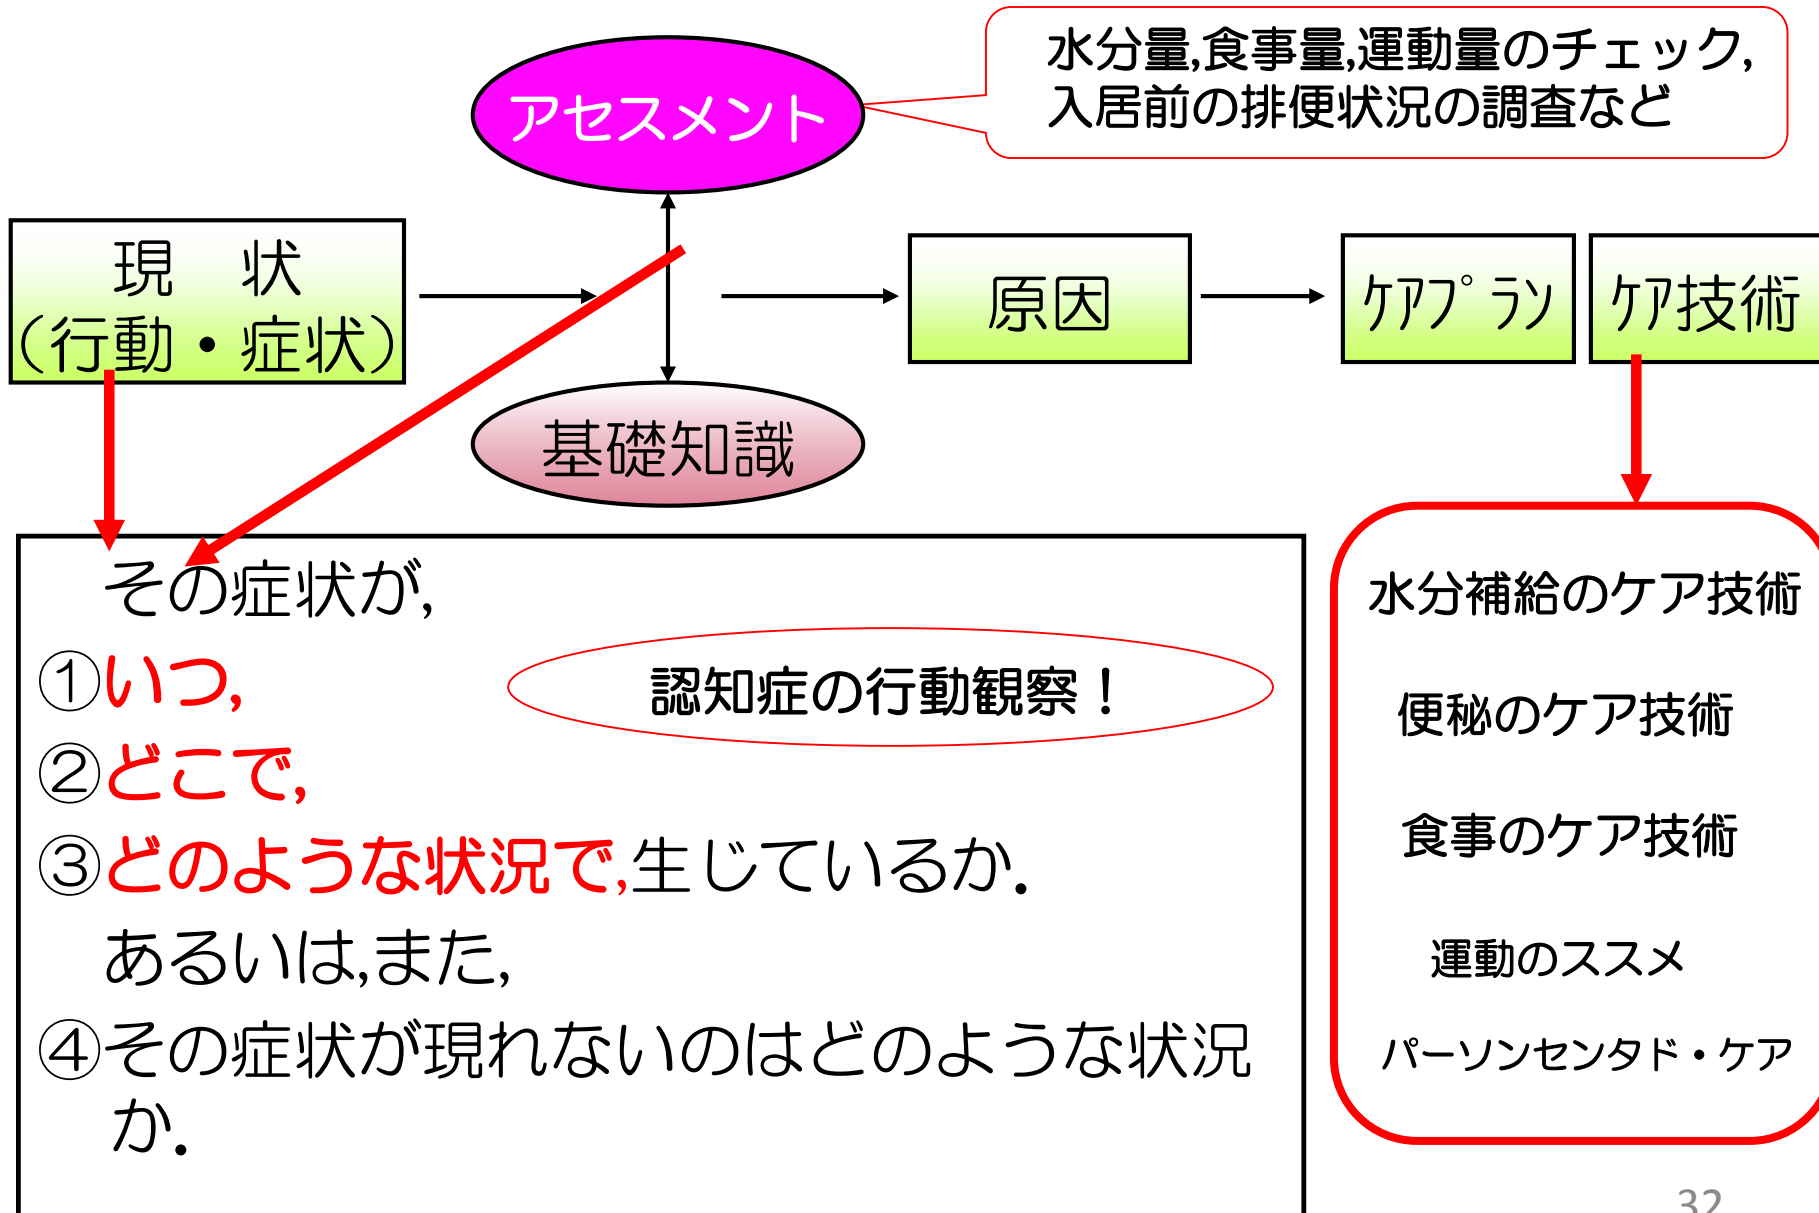 水分量,食事量,運動量のチェック,
入居前の排便状況の調査など
アセスメント
現　状
（行動・症状）
原因
ｹｱﾌﾟﾗﾝ
ｹｱ技術
基礎知識
その症状が,
①いつ,
認知症の行動観察！
②どこで,
③どのような状況で,生じているか.
あるいは,また,
④その症状が現れないのはどのような状況
か.
水分補給のケア技術
便秘のケア技術
食事のケア技術
運動のススメ
パーソンセンタド・ケア
32